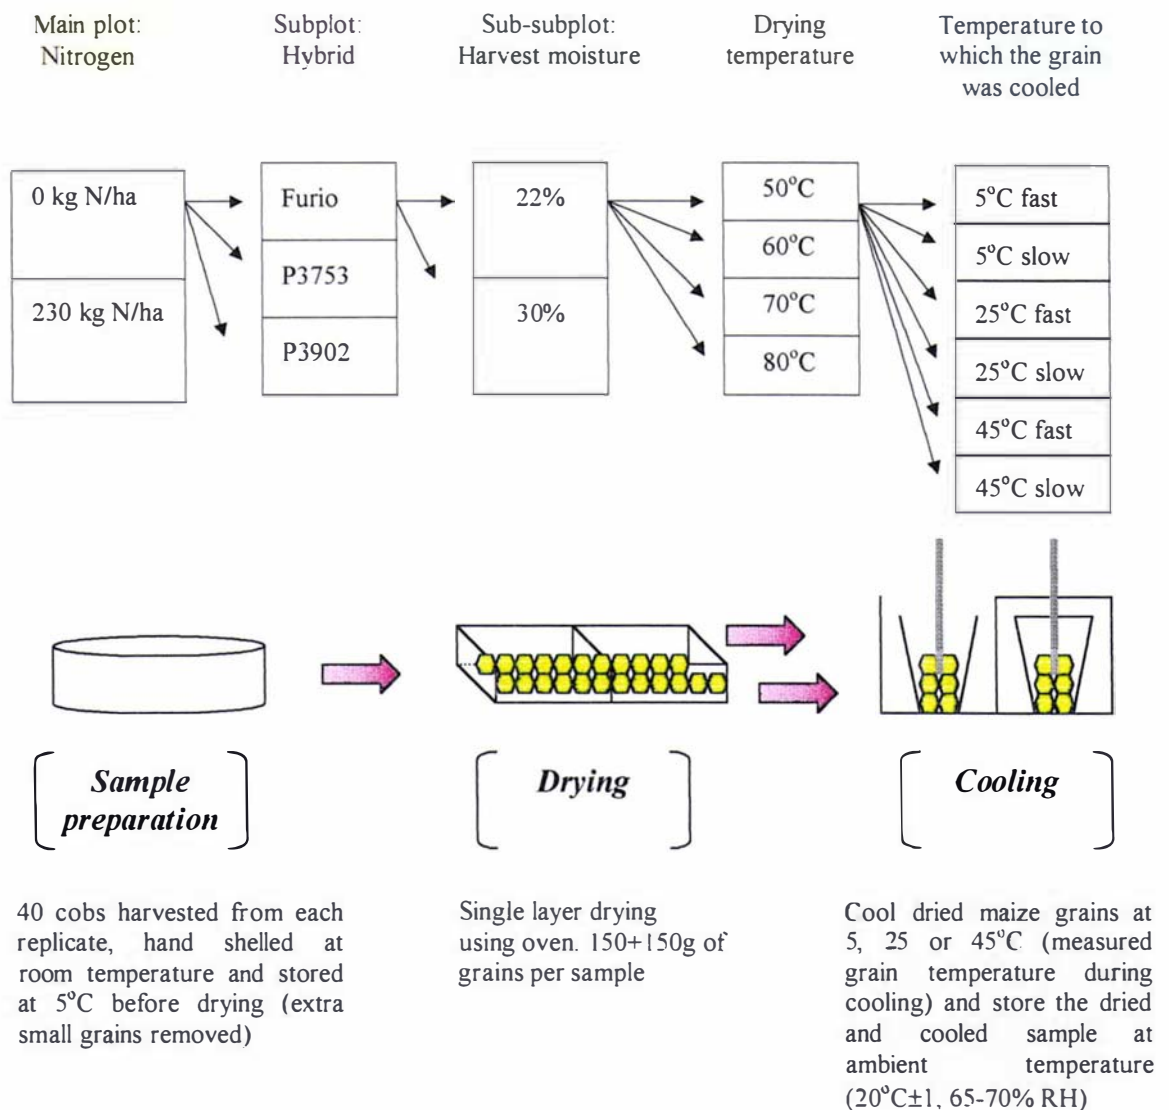 Main plot:
Nitrogen
Subplot:
Hybrid
Sub-subplot:
Harvest moisture
Drying
temperature
Temperature to
which the grain
was cooled
0 kg N/ha
230 kg N/ha
Furio
P3753
P3902
22%
30%
50°C
60°C
70°C
80°C
5°C fast
5°C slow
25°C fast
25°C slow
45°C fast
45°C slow
Sample
preparation
Drying
Cooling
40 cobs harvested from each
replicate, hand shelled at
room temperature and stored
at 5°C before drying (extra
small grains removed)
Single layer drying
using oven. 150+150g of
grains per sample
Cool dried maize grains at
5, 25 or 45°C (measured
grain temperature during
cooling) and store the dried
and cooled sample at
ambient temperature
(20°C±1, 65-70% RH)